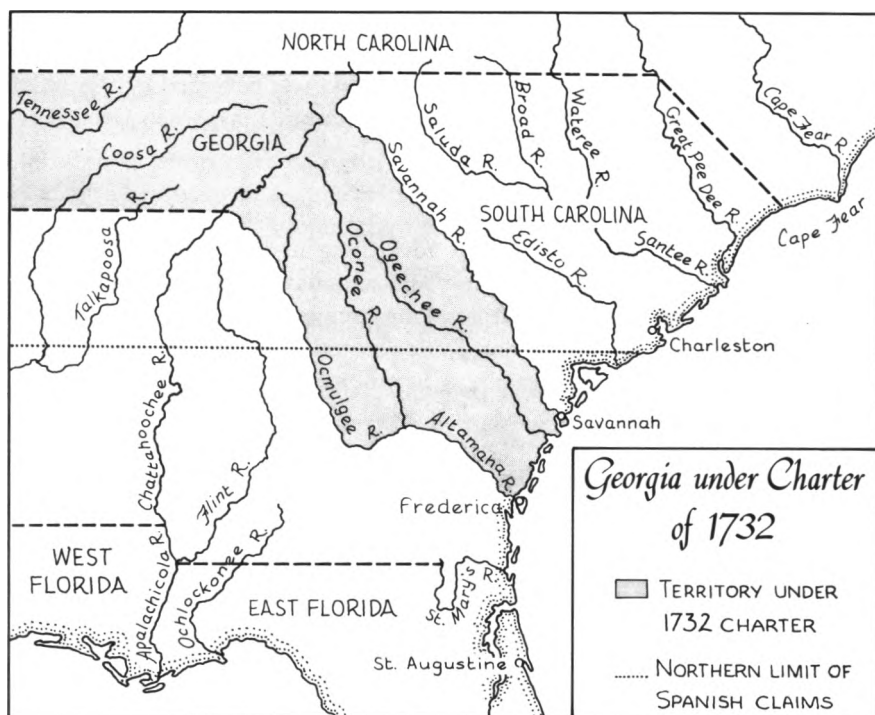 NORTH CAROLINA
Tennessee R.
Coosa R.
GEORGIA
Savannah R.
Saluda R.
Broad R.
Wateree R.
Great Pee Dee R.
Cape Fear R.
Cape Fear
SOUTH CAROLINA
Talkapoosa R.
Oconee R.
Ogeechee R.
Edisto R.
Santee R.
Charleston
Chattahoochee R.
Ocmulgee R.
Altamaha R.
Savannah
Flint R.
Frederica
WEST
FLORIDA
Apalachicola R.
Ochlockonee R.
EAST FLORIDA
St. Mary's R.
St. Augustine
Georgia under Charter
of 1732
TERRITORY UNDER
1732 CHARTER
NORTHERN LIMIT OF
SPANISH CLAIMS